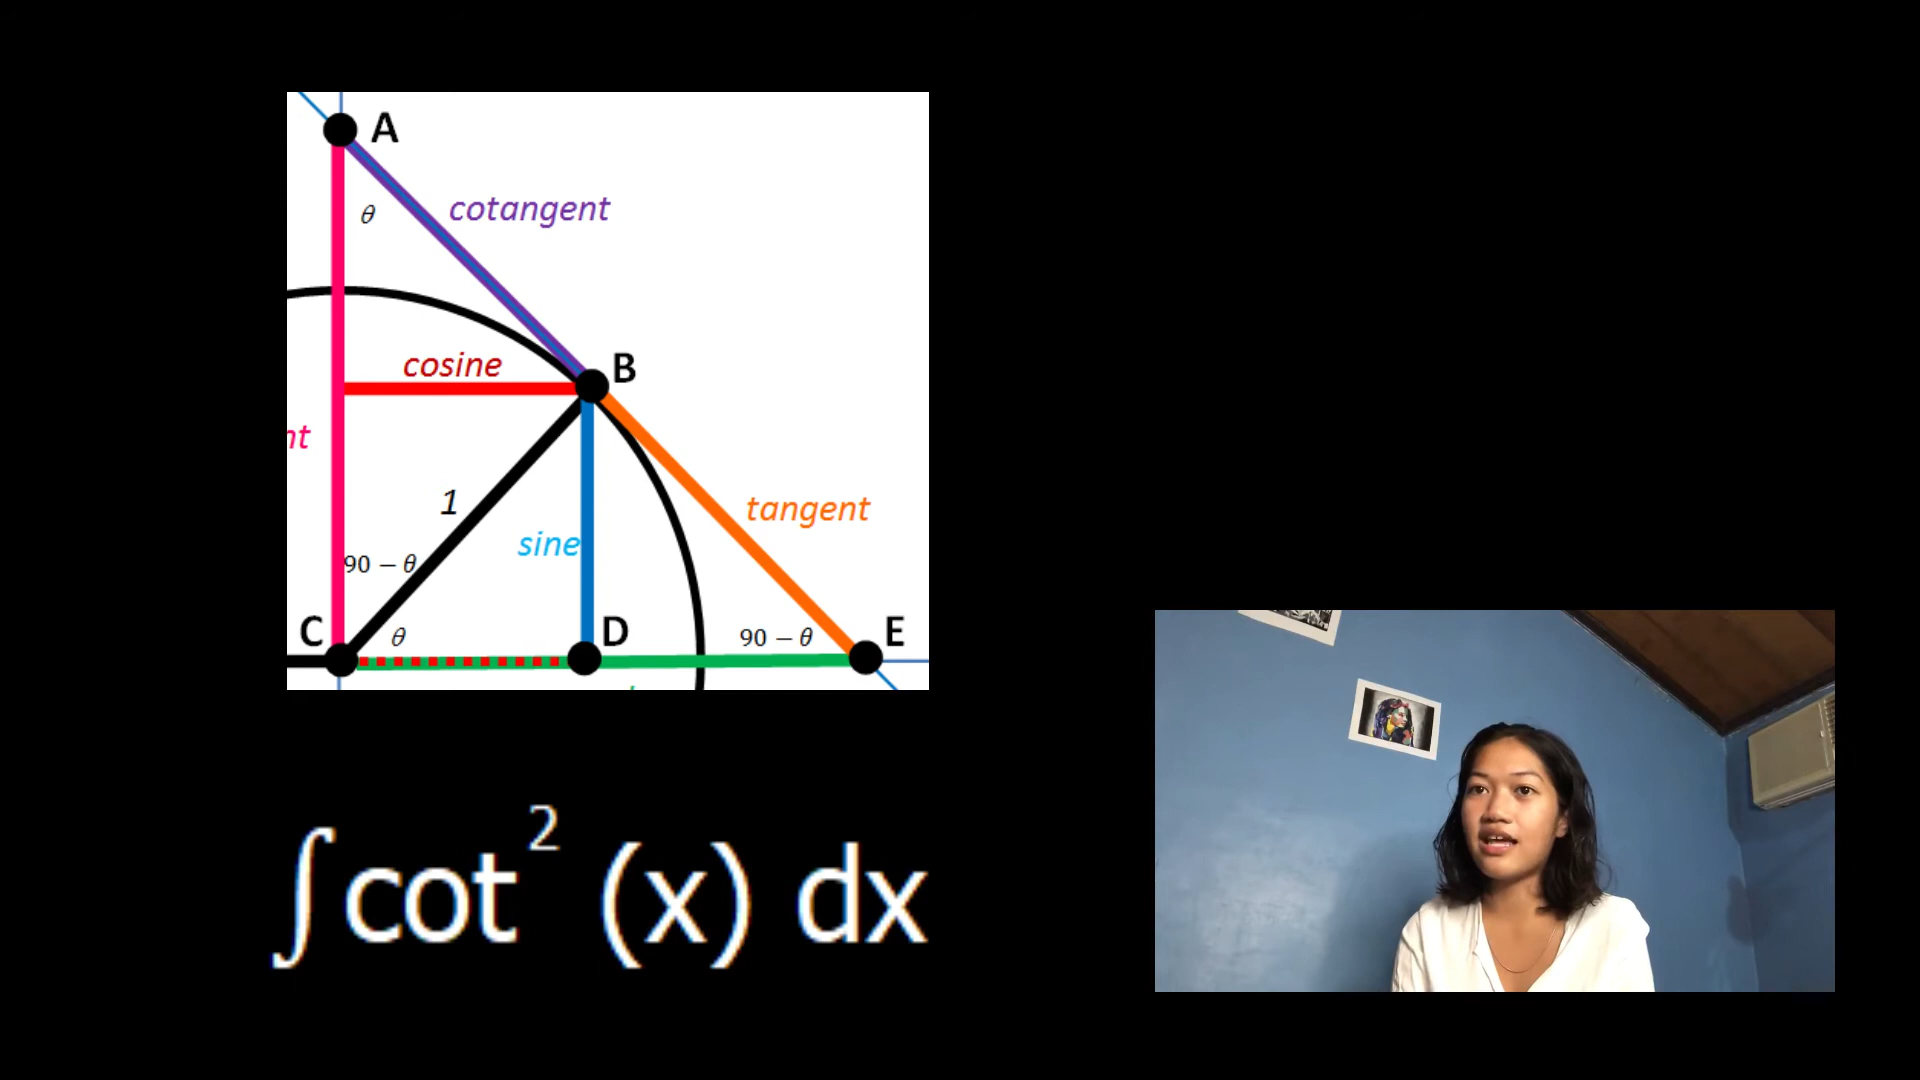 A
θ
cotangent
cosine
B
nt
1
sine
tangent
90 − θ
C
θ
D
90 − θ
E
∫cot² (x) dx